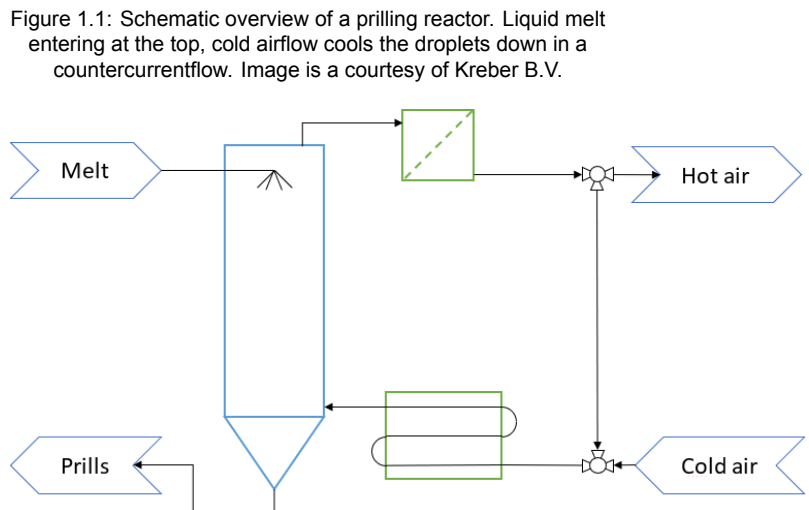 Figure 1.1: Schematic overview of a prilling reactor. Liquid melt
entering at the top, cold airflow cools the droplets down in a
countercurrentflow. Image is a courtesy of Kreber B.V.
Melt
Hot air
Prills
Cold air